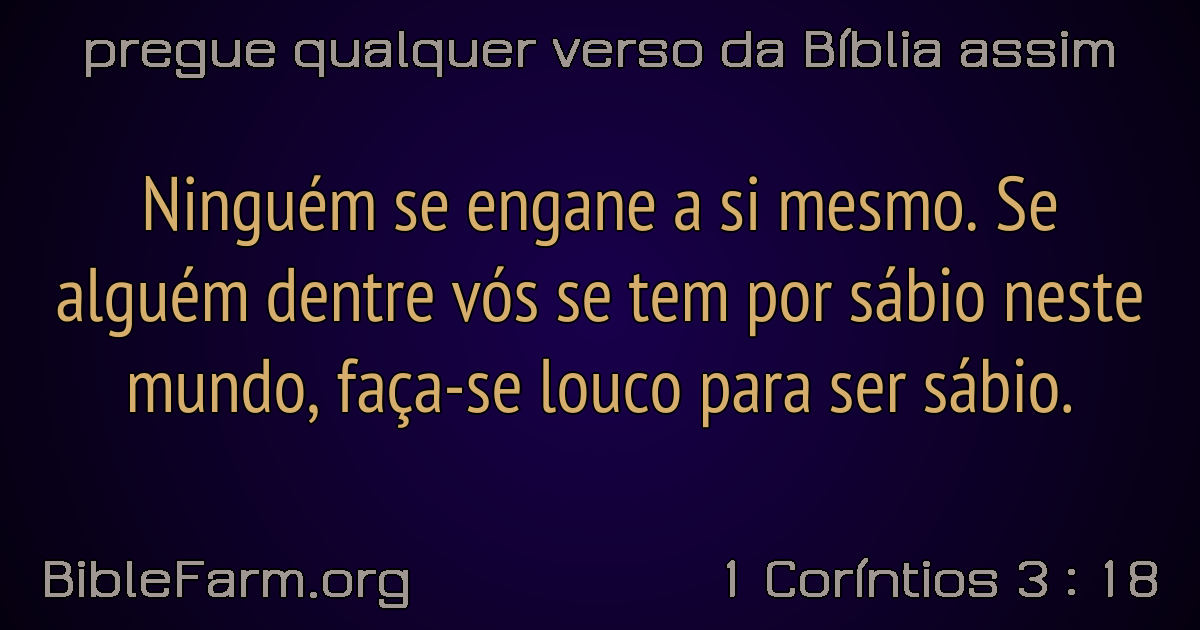 pregue qualquer verso da Bíblia assim
Ninguém se engane a si mesmo. Se
alguém dentre vós se tem por sábio neste
mundo, faça-se louco para ser sábio.
BibleFarm.org
1 Coríntios 3 : 18